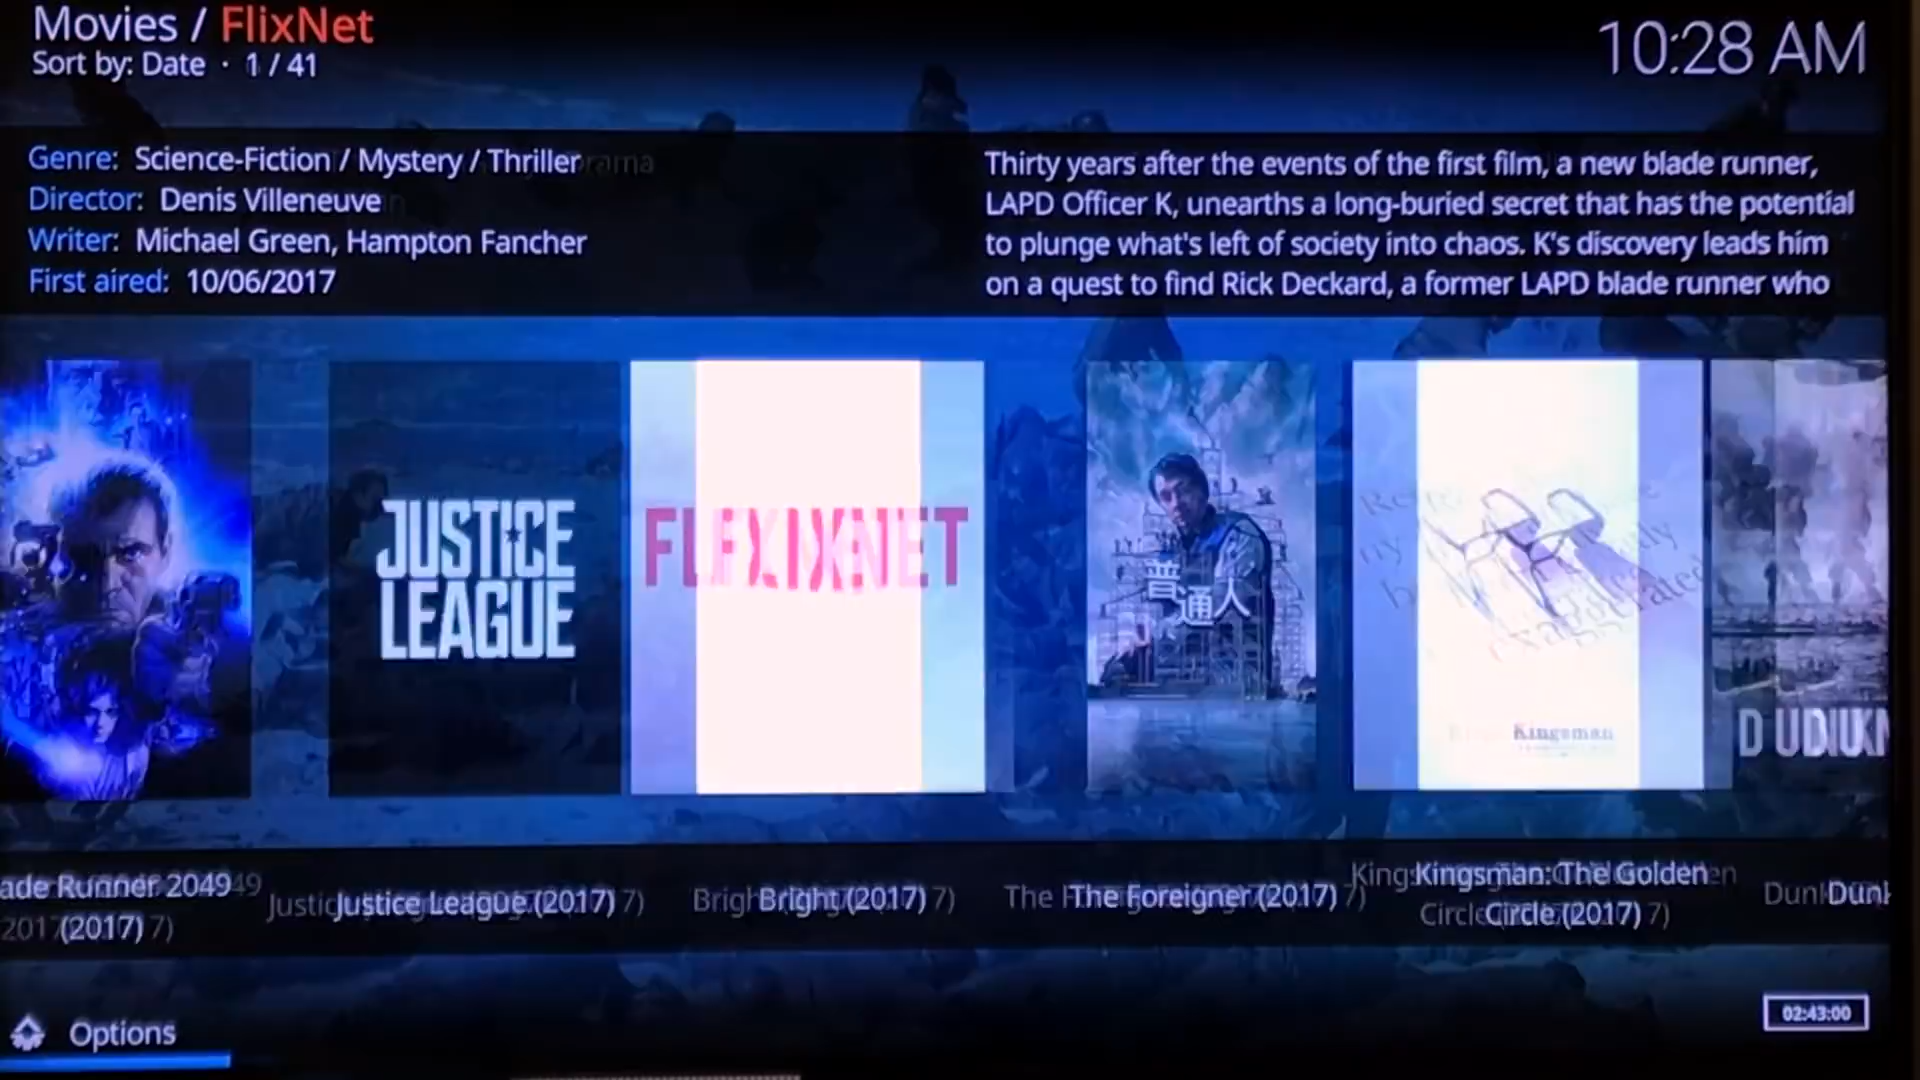 Movies / FlixNet
Sort by: Date · 1 / 41
10:28 AM
Genre: Science-Fiction / Mystery / Thriller
Director: Denis Villeneuve
Writer: Michael Green, Hampton Fancher
First aired: 10/06/2017
Thirty years after the events of the first film, a new blade runner,
LAPD Officer K, unearths a long-buried secret that has the potential
to plunge what's left of society into chaos. K's discovery leads him
on a quest to find Rick Deckard, a former LAPD blade runner who
JUSTICE
LEAGUE
普通人
Kingsman
ade Runner 2049
(2017)
Justice League (2017)
Bright (2017)
The Foreigner (2017)
Kingsman: The Golden
Circle (2017)
Dunk
Options
02:43:00